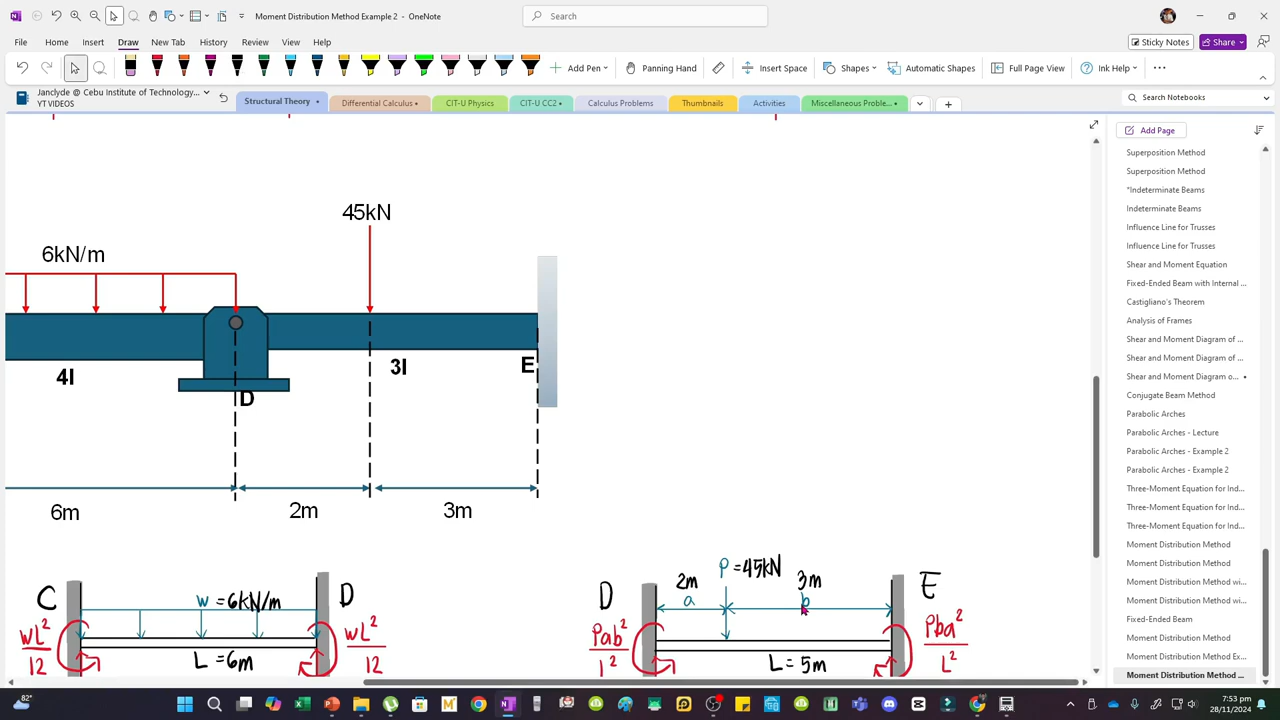 Moment Distribution Method Example 2 - OneNote
Search
File Home Insert Draw New Tab History Review View Help
Sticky Notes Share
Add Pen Panning Hand Insert Space Shapes Automatic Shapes Full Page View Ink Help
Janclyde @ Cebu Institute of Technology...
YT VIDEOS
Structural Theory Differential Calculus CIT-U Physics CIT-U CC2 Calculus Problems Thumbnails Activities Miscellaneous Proble...
Search Notebooks
Add Page
Superposition Method
Superposition Method
*Indeterminate Beams
Indeterminate Beams
Influence Line for Trusses
Influence Line for Trusses
Shear and Moment Equation
Fixed-Ended Beam with Internal ...
Castigliano's Theorem
Analysis of Frames
Shear and Moment Diagram of ...
Shear and Moment Diagram of ...
Shear and Moment Diagram o...
Conjugate Beam Method
Parabolic Arches
Parabolic Arches - Lecture
Parabolic Arches - Example 2
Parabolic Arches - Example 2
Three-Moment Equation for Ind...
Three-Moment Equation for Ind...
Three-Moment Equation for Ind...
Moment Distribution Method
Moment Distribution Method
Moment Distribution Method wi...
Moment Distribution Method wi...
Fixed-Ended Beam
Moment Distribution Method
Moment Distribution Method Ex...
Moment Distribution Method ...
45kN
6kN/m
4I
3I
E
D
6m
2m
3m
C
w = 6kN/m
D
wL²
12
wL²
12
L = 6m
D
2m
P = 45kN
3m
E
a
b
Pab²
L²
Pba²
L²
L = 5m
82°
7:53 pm
28/11/2024